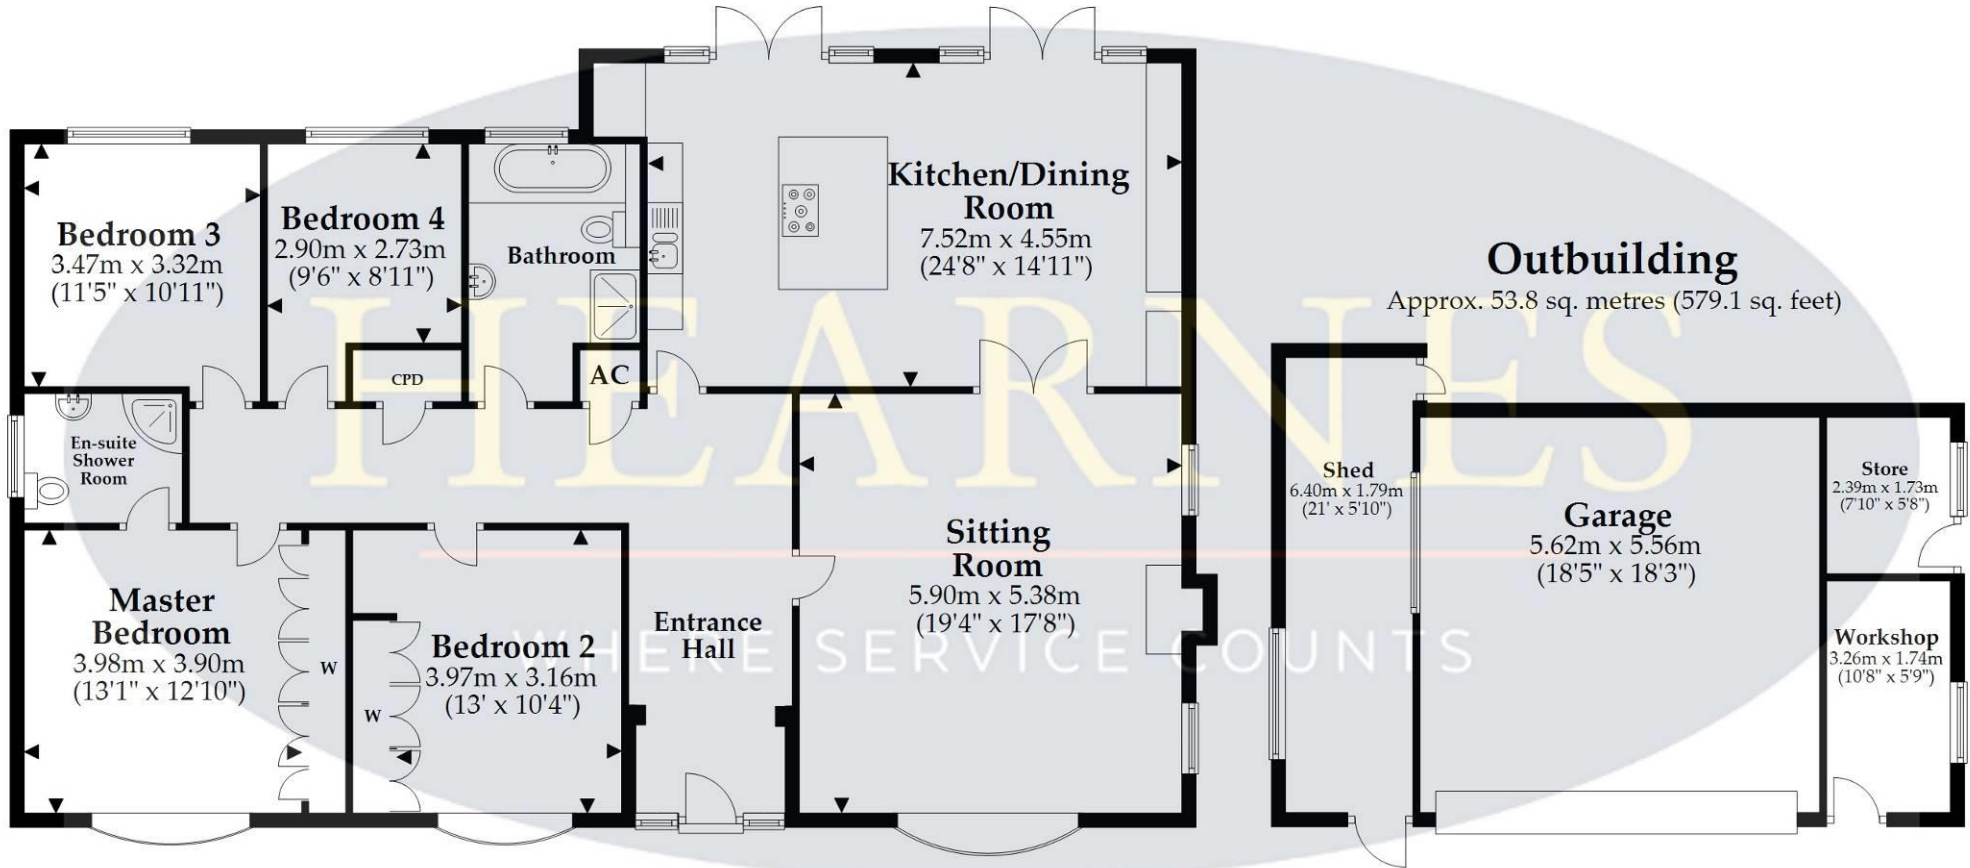 Kitchen/Dining
Room
7.52m x 4.55m
(24'8" x 14'11")
Bedroom 3
3.47m x 3.32m
(11'5" x 10'11")
Bedroom 4
2.90m x 2.73m
(9'6" x 8'11")
Bathroom
CPD
AC
En-suite
Shower
Room
Master
Bedroom
3.98m x 3.90m
(13'1" x 12'10")
W
W
Bedroom 2
3.97m x 3.16m
(13' x 10'4")
Entrance
Hall
Sitting
Room
5.90m x 5.38m
(19'4" x 17'8")
Outbuilding
Approx. 53.8 sq. metres (579.1 sq. feet)
Shed
6.40m x 1.79m
(21' x 5'10")
Garage
5.62m x 5.56m
(18'5" x 18'3")
Store
2.39m x 1.73m
(7'10" x 5'8")
Workshop
3.26m x 1.74m
(10'8" x 5'9")
HEARNES
WHERE SERVICE COUNTS